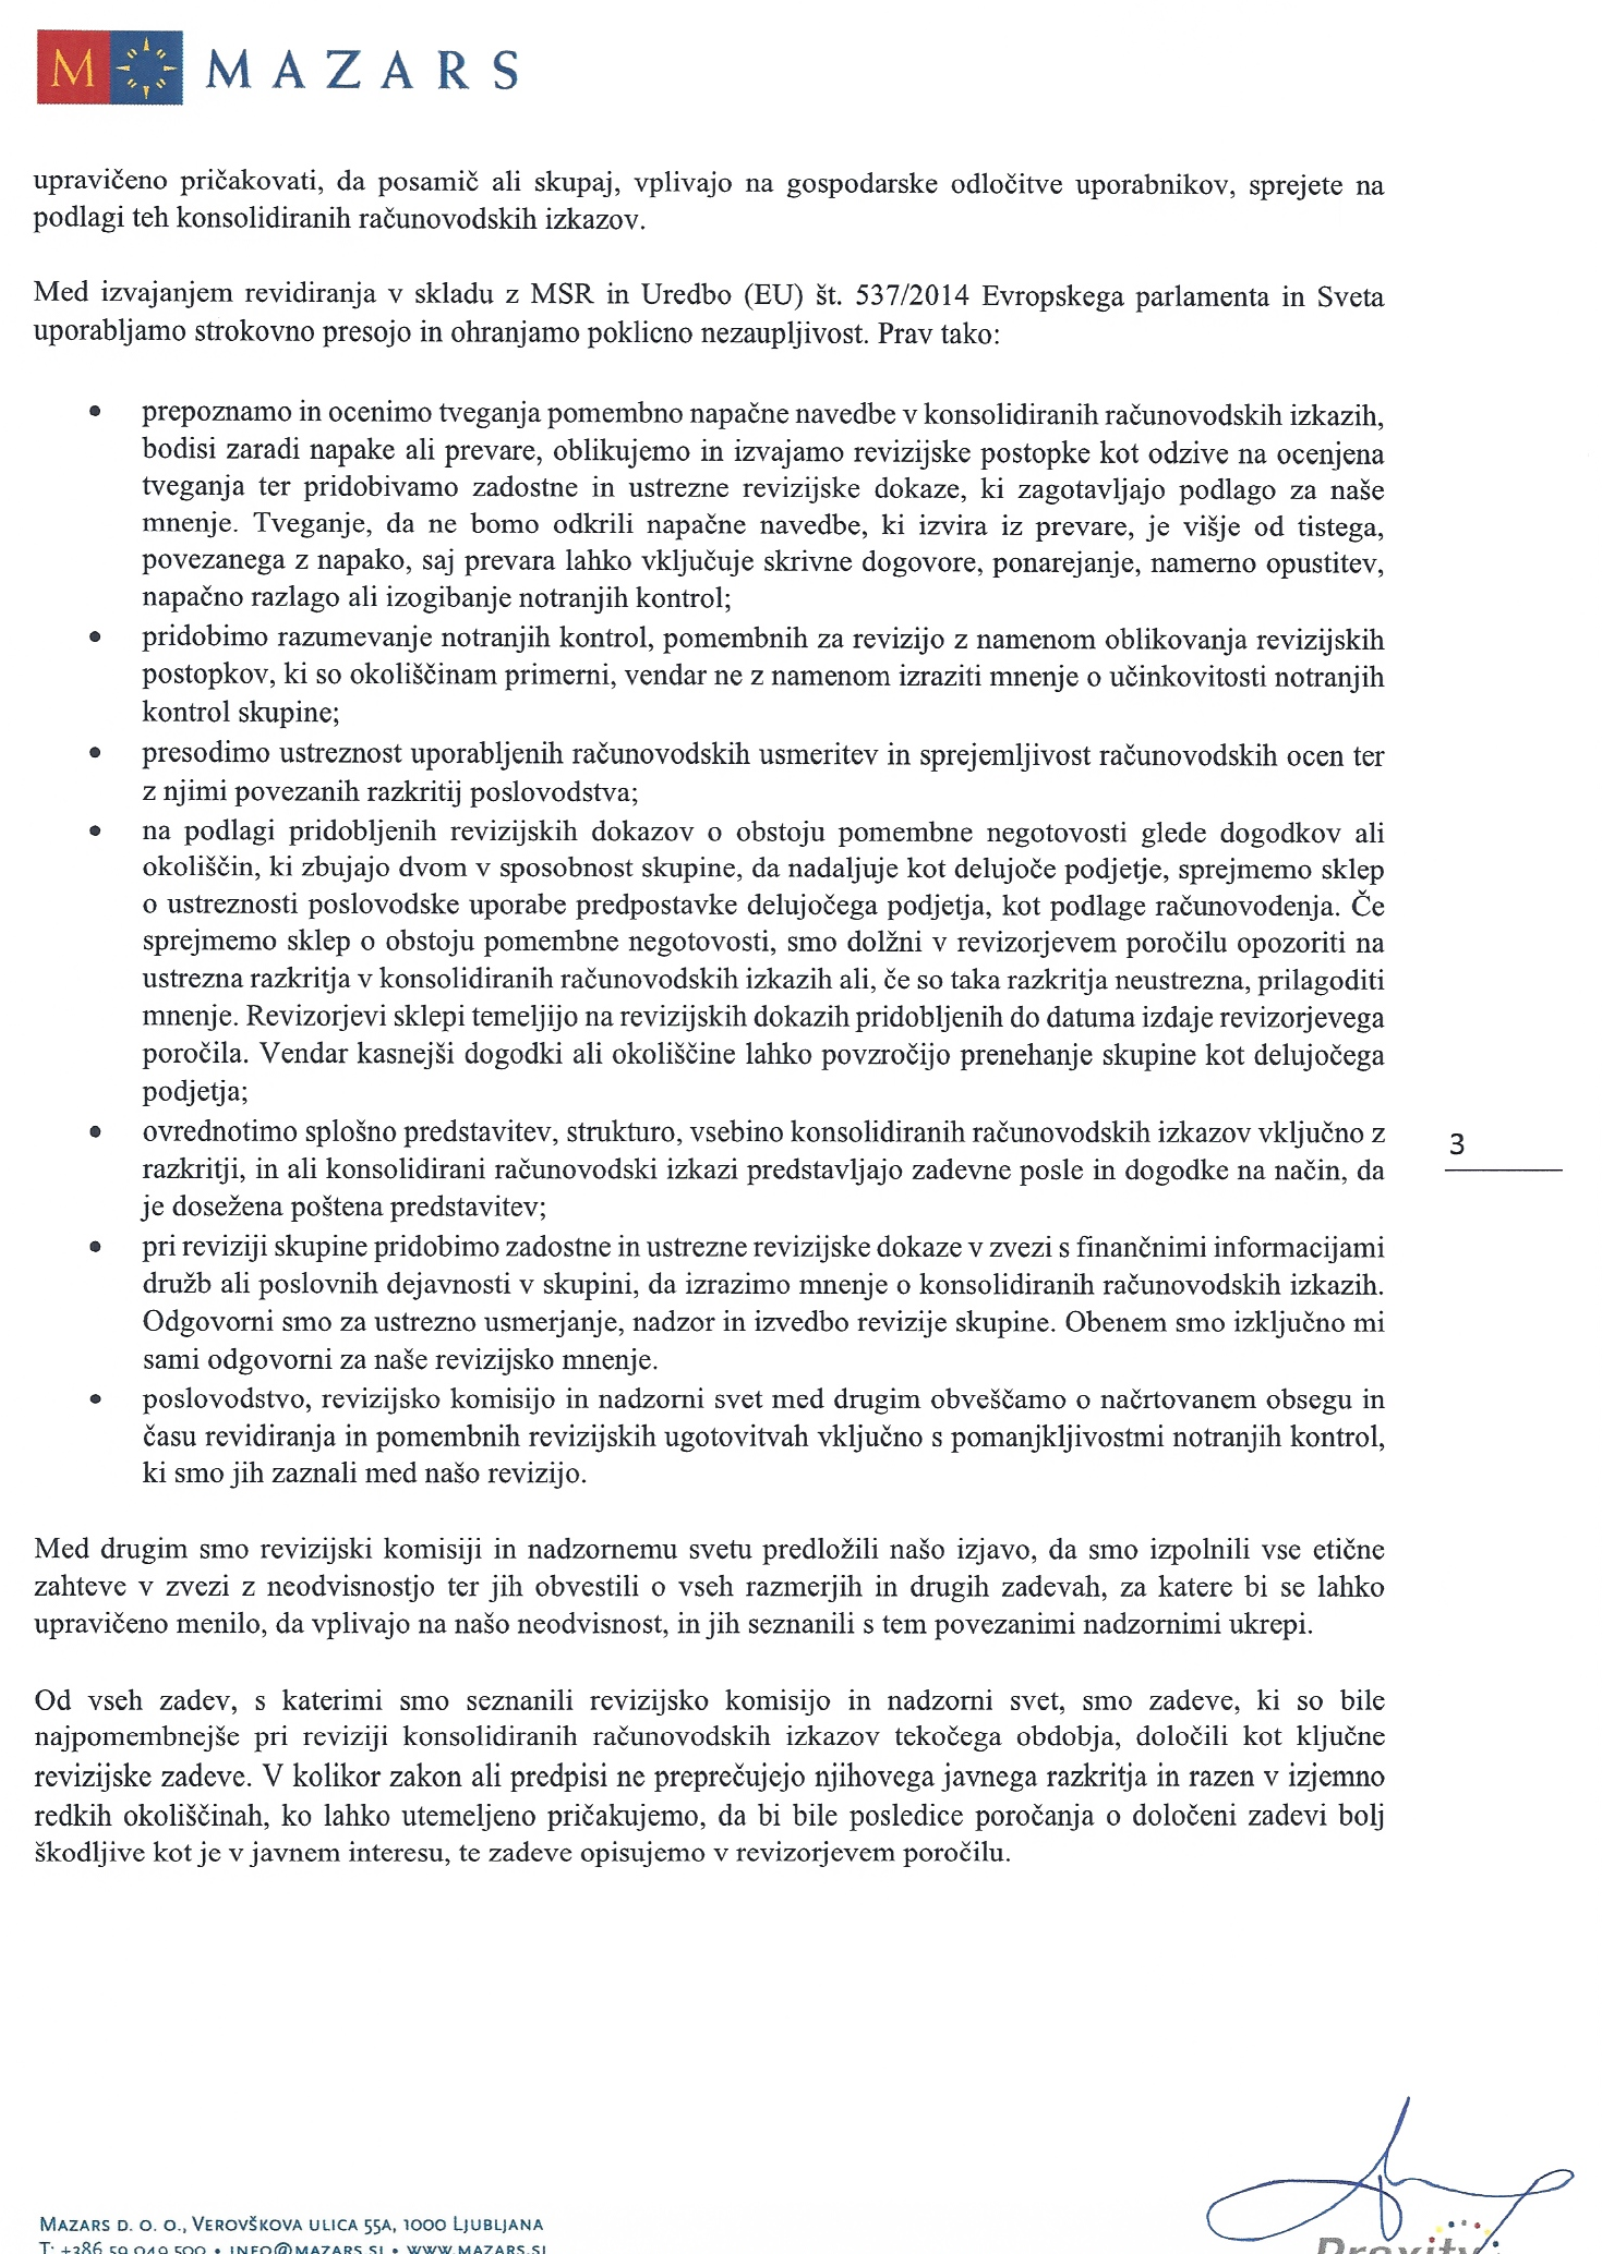 M MAZARS
upravičeno pričakovati, da posamič ali skupaj, vplivajo na gospodarske odločitve uporabnikov, sprejete na
podlagi teh konsolidiranih računovodskih izkazov.
Med izvajanjem revidiranja v skladu z MSR in Uredbo (EU) št. 537/2014 Evropskega parlamenta in Sveta
uporabljamo strokovno presojo in ohranjamo poklicno nezaupljivost. Prav tako:
• prepoznamo in ocenimo tveganja pomembno napačne navedbe v konsolidiranih računovodskih izkazih,
bodisi zaradi napake ali prevare, oblikujemo in izvajamo revizijske postopke kot odzive na ocenjena
tveganja ter pridobivamo zadostne in ustrezne revizijske dokaze, ki zagotavljajo podlago za naše
mnenje. Tveganje, da ne bomo odkrili napačne navedbe, ki izvira iz prevare, je višje od tistega,
povezanega z napako, saj prevara lahko vključuje skrivne dogovore, ponarejanje, namerno opustitev,
napačno razlago ali izogibanje notranjih kontrol;
• pridobimo razumevanje notranjih kontrol, pomembnih za revizijo z namenom oblikovanja revizijskih
postopkov, ki so okoliščinam primerni, vendar ne z namenom izraziti mnenje o učinkovitosti notranjih
kontrol skupine;
• presodimo ustreznost uporabljenih računovodskih usmeritev in sprejemljivost računovodskih ocen ter
z njimi povezanih razkritij poslovodstva;
• na podlagi pridobljenih revizijskih dokazov o obstoju pomembne negotovosti glede dogodkov ali
okoliščin, ki zbujajo dvom v sposobnost skupine, da nadaljuje kot delujoče podjetje, sprejmemo sklep
o ustreznosti poslovodske uporabe predpostavke delujočega podjetja, kot podlage računovodenja. Če
sprejmemo sklep o obstoju pomembne negotovosti, smo dolžni v revizorjevem poročilu opozoriti na
ustrezna razkritja v konsolidiranih računovodskih izkazih ali, če so taka razkritja neustrezna, prilagoditi
mnenje. Revizorjevi sklepi temeljijo na revizijskih dokazih pridobljenih do datuma izdaje revizorjevega
poročila. Vendar kasnejši dogodki ali okoliščine lahko povzročijo prenehanje skupine kot delujočega
podjetja;
• ovrednotimo splošno predstavitev, strukturo, vsebino konsolidiranih računovodskih izkazov vključno z
razkritji, in ali konsolidirani računovodski izkazi predstavljajo zadevne posle in dogodke na način, da
je dosežena poštena predstavitev;
3
• pri reviziji skupine pridobimo zadostne in ustrezne revizijske dokaze v zvezi s finančnimi informacijami
družb ali poslovnih dejavnosti v skupini, da izrazimo mnenje o konsolidiranih računovodskih izkazih.
Odgovorni smo za ustrezno usmerjanje, nadzor in izvedbo revizije skupine. Obenem smo izključno mi
sami odgovorni za naše revizijsko mnenje.
• poslovodstvo, revizijsko komisijo in nadzorni svet med drugim obveščamo o načrtovanem obsegu in
času revidiranja in pomembnih revizijskih ugotovitvah vključno s pomanjkljivostmi notranjih kontrol,
ki smo jih zaznali med našo revizijo.
Med drugim smo revizijski komisiji in nadzornemu svetu predložili našo izjavo, da smo izpolnili vse etične
zahteve v zvezi z neodvisnostjo ter jih obvestili o vseh razmerjih in drugih zadevah, za katere bi se lahko
upravičeno menilo, da vplivajo na našo neodvisnost, in jih seznanili s tem povezanimi nadzornimi ukrepi.
Od vseh zadev, s katerimi smo seznanili revizijsko komisijo in nadzorni svet, smo zadeve, ki so bile
najpomembnejše pri reviziji konsolidiranih računovodskih izkazov tekočega obdobja, določili kot ključne
revizijske zadeve. V kolikor zakon ali predpisi ne preprečujejo njihovega javnega razkritja in razen v izjemno
redkih okoliščinah, ko lahko utemeljeno pričakujemo, da bi bile posledice poročanja o določeni zadevi bolj
škodljive kot je v javnem interesu, te zadeve opisujemo v revizorjevem poročilu.
MAZARS D. O. O., VEROVŠKOVA ULICA 55A, 1000 LJUBLJANA
T: +386 59 049 500 • INFO@MAZARS.SI • WWW.MAZARS.SI